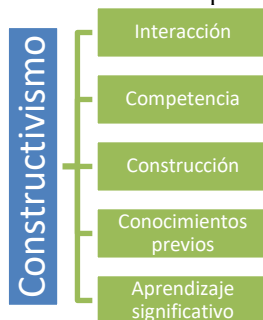 Constructivismo
Interacción
Competencia
Construcción
Conocimientos
previos
Aprendizaje
significativo